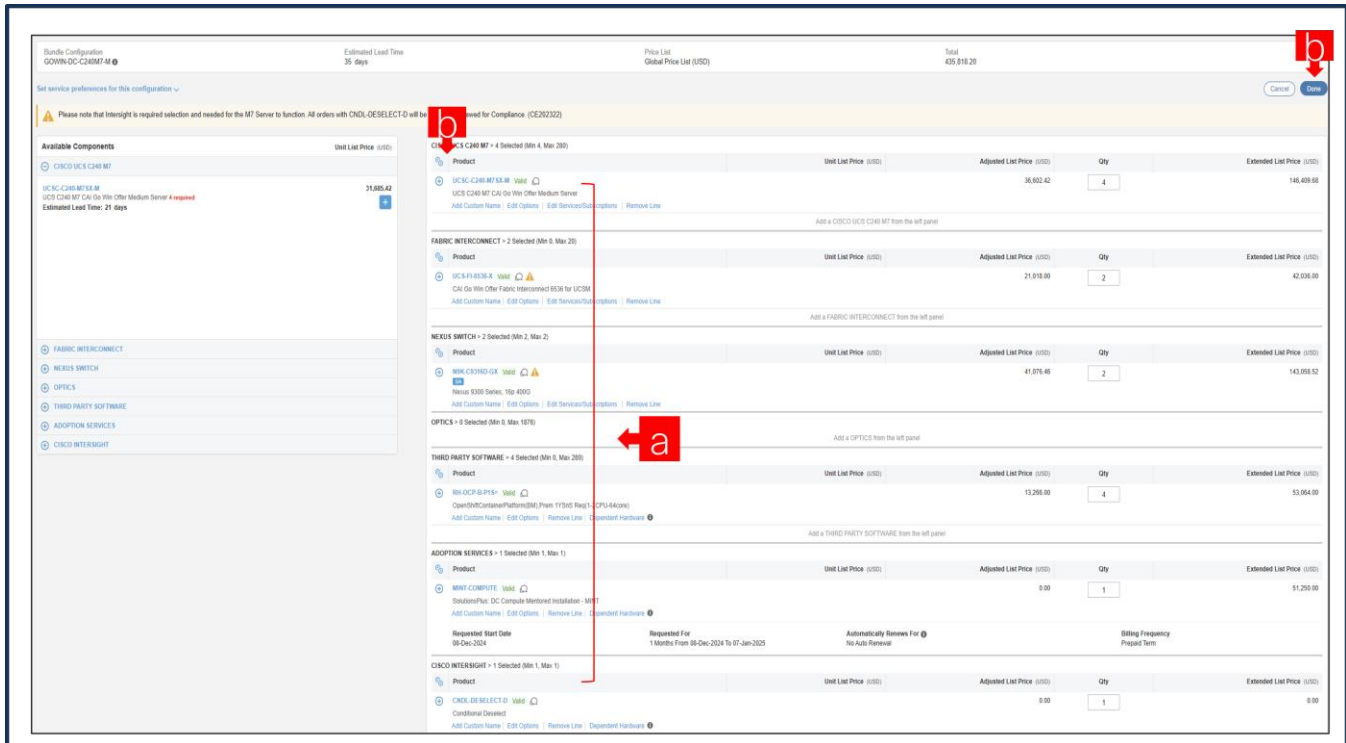 Bundle Configuration
GOWIN-DC-C240M7-M
Estimated Lead Time
35 days
Price List
Global Price List (USD)
Total
435,818.20
b
Set service preferences for this configuration
Cancel
Done
Please note that Intersight is required selection and needed for the M7 Server to function. All orders with CNDL-DESELECT-D will be wed for Compliance. (CE202322)
b
Available Components
Unit List Price (USD)
CISCO UCS C240 M7
UCSC-C240-M7SX-M
31,685.42
UCS C240 M7 CAI Go Win Offer Medium Server 4 required
Estimated Lead Time: 21 days
FABRIC INTERCONNECT
NEXUS SWITCH
OPTICS
THIRD PARTY SOFTWARE
ADOPTION SERVICES
CISCO INTERSIGHT
CIS UCS C240 M7 > 4 Selected (Min 4, Max 280)
Product Unit List Price (USD) Adjusted List Price (USD) Qty Extended List Price (USD)
UCSC-C240-M7SX-M Valid 36,602.42 4 146,409.68
UCS C240 M7 CAI Go Win Offer Medium Server
Add Custom Name | Edit Options | Edit Services/Subscriptions | Remove Line
Add a CISCO UCS C240 M7 from the left panel
FABRIC INTERCONNECT > 2 Selected (Min 0, Max 20)
Product Unit List Price (USD) Adjusted List Price (USD) Qty Extended List Price (USD)
UCS-FI-6536-X Valid 21,018.00 2 42,036.00
CAI Go Win Offer Fabric Interconnect 6536 for UCSM
Add Custom Name | Edit Options | Edit Services/Subscriptions | Remove Line
Add a FABRIC INTERCONNECT from the left panel
NEXUS SWITCH > 2 Selected (Min 2, Max 2)
Product Unit List Price (USD) Adjusted List Price (USD) Qty Extended List Price (USD)
N9K-C9316D-GX Valid 41,076.46 2 143,058.52
SA
Nexus 9300 Series, 16p 400G
Add Custom Name | Edit Options | Edit Services/Subscriptions | Remove Line
OPTICS > 0 Selected (Min 0, Max 1876)
Add a OPTICS from the left panel
a
THIRD PARTY SOFTWARE > 4 Selected (Min 0, Max 280)
Product Unit List Price (USD) Adjusted List Price (USD) Qty Extended List Price (USD)
RH-OCP-B-P1S= Valid 13,266.00 4 53,064.00
OpenShiftContainerPlatform(BM),Prem 1YSnS Req(1-2CPU-64core)
Add Custom Name | Edit Options | Remove Line | Dependent Hardware
Add a THIRD PARTY SOFTWARE from the left panel
ADOPTION SERVICES > 1 Selected (Min 1, Max 1)
Product Unit List Price (USD) Adjusted List Price (USD) Qty Extended List Price (USD)
MINT-COMPUTE Valid 0.00 1 51,250.00
SolutionsPlus: DC Compute Mentored Installation - MINT
Add Custom Name | Edit Options | Remove Line | Dependent Hardware
Requested Start Date Requested For Automatically Renews For Billing Frequency
08-Dec-2024 1 Months From 08-Dec-2024 To 07-Jan-2025 No Auto Renewal Prepaid Term
CISCO INTERSIGHT > 1 Selected (Min 1, Max 1)
Product Unit List Price (USD) Adjusted List Price (USD) Qty Extended List Price (USD)
CNDL-DESELECT-D Valid 0.00 1 0.00
Conditional Deselect
Add Custom Name | Edit Options | Remove Line | Dependent Hardware